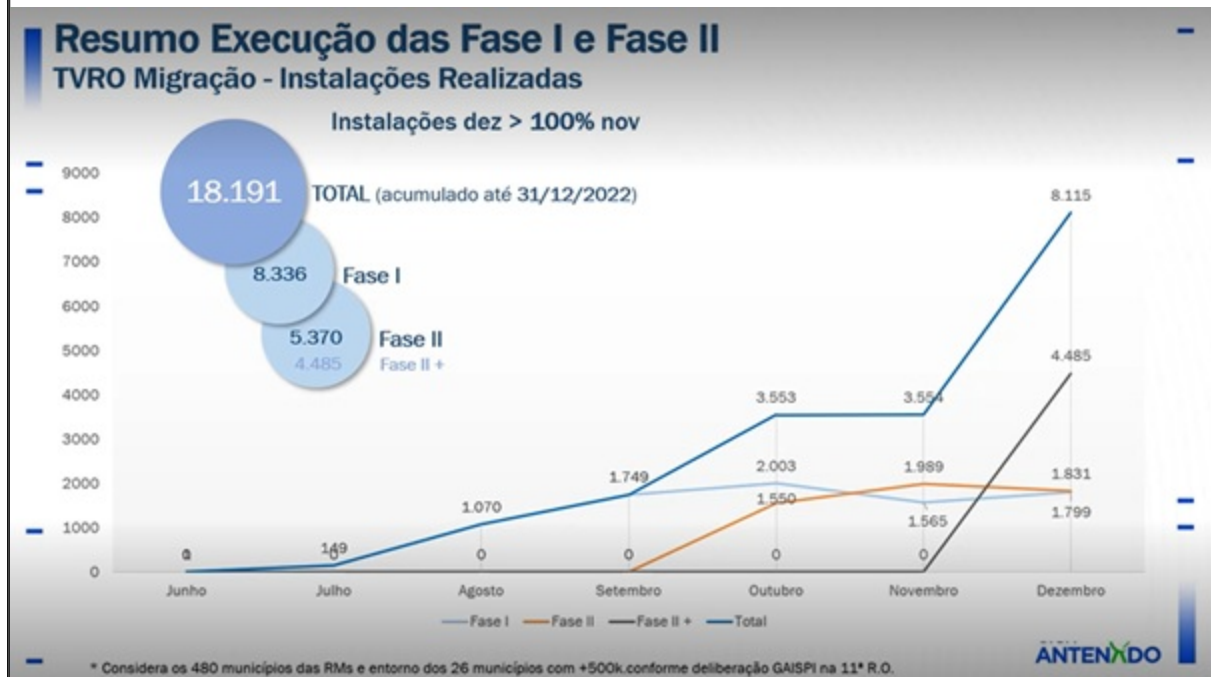 Resumo Execução das Fase I e Fase II
TVRO Migração - Instalações Realizadas
Instalações dez > 100% nov
18.191
TOTAL (acumulado até 31/12/2022)
8.336
Fase I
5.370
Fase II
4.485
Fase II +
9000
8000
7000
6000
5000
4000
3000
2000
1000
0
8.115
4.485
3.553
3.554
2.003
1.989
1.831
1.749
1.550
1.565
1.799
1.070
149
0
0
0
0
0
0
Junho
Julho
Agosto
Setembro
Outubro
Novembro
Dezembro
Fase I
Fase II
Fase II +
Total
* Considera os 480 municípios das RMs e entorno dos 26 municípios com +500k.conforme deliberação GAISPI na 11ª R.O.
ANTENADO